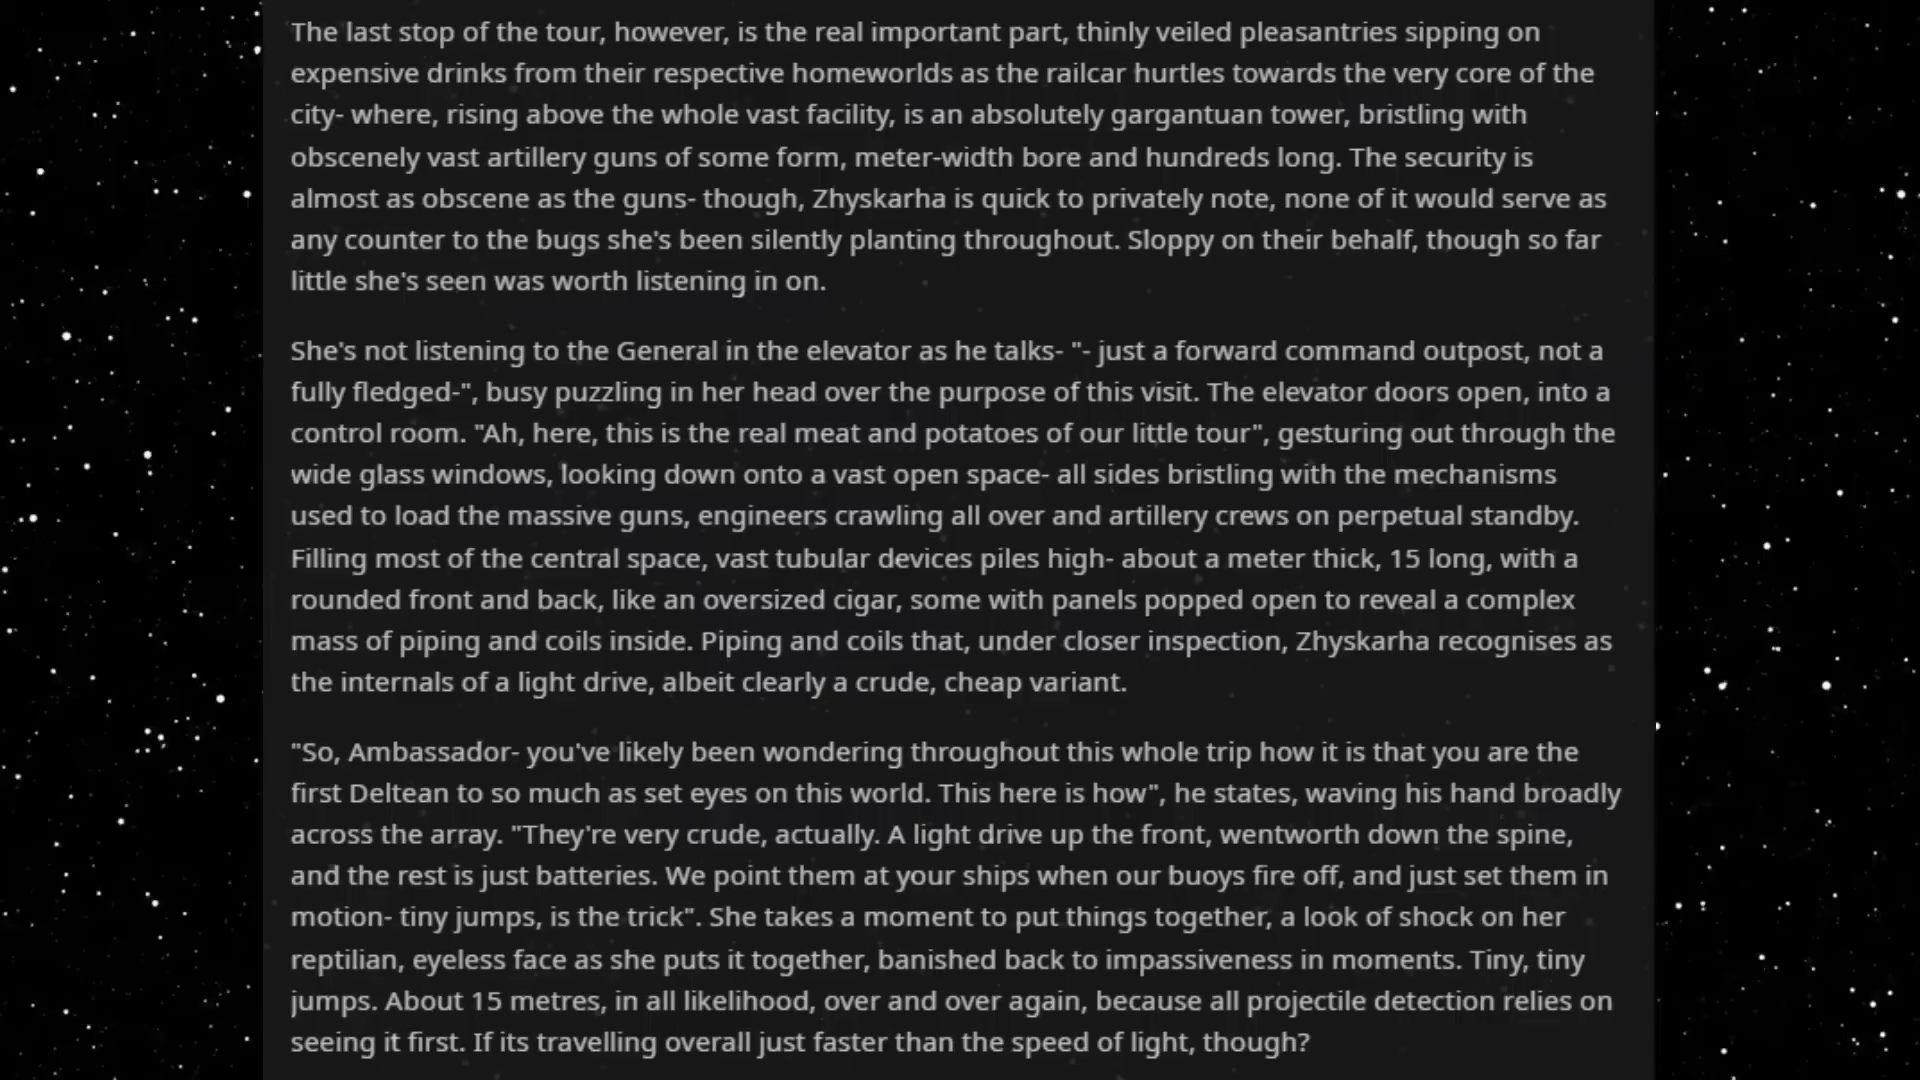 The last stop of the tour, however, is the real important part, thinly veiled pleasantries sipping on
expensive drinks from their respective homeworlds as the railcar hurtles towards the very core of the
city- where, rising above the whole vast facility, is an absolutely gargantuan tower, bristling with
obscenely vast artillery guns of some form, meter-width bore and hundreds long. The security is
almost as obscene as the guns- though, Zhyskarha is quick to privately note, none of it would serve as
any counter to the bugs she's been silently planting throughout. Sloppy on their behalf, though so far
little she's seen was worth listening in on.
She's not listening to the General in the elevator as he talks- "- just a forward command outpost, not a
fully fledged-", busy puzzling in her head over the purpose of this visit. The elevator doors open, into a
control room. "Ah, here, this is the real meat and potatoes of our little tour", gesturing out through the
wide glass windows, looking down onto a vast open space- all sides bristling with the mechanisms
used to load the massive guns, engineers crawling all over and artillery crews on perpetual standby.
Filling most of the central space, vast tubular devices piles high- about a meter thick, 15 long, with a
rounded front and back, like an oversized cigar, some with panels popped open to reveal a complex
mass of piping and coils inside. Piping and coils that, under closer inspection, Zhyskarha recognises as
the internals of a light drive, albeit clearly a crude, cheap variant.
"So, Ambassador- you've likely been wondering throughout this whole trip how it is that you are the
first Deltean to so much as set eyes on this world. This here is how", he states, waving his hand broadly
across the array. "They're very crude, actually. A light drive up the front, wentworth down the spine,
and the rest is just batteries. We point them at your ships when our buoys fire off, and just set them in
motion- tiny jumps, is the trick". She takes a moment to put things together, a look of shock on her
reptilian, eyeless face as she puts it together, banished back to impassiveness in moments. Tiny, tiny
jumps. About 15 metres, in all likelihood, over and over again, because all projectile detection relies on
seeing it first. If its travelling overall just faster than the speed of light, though?